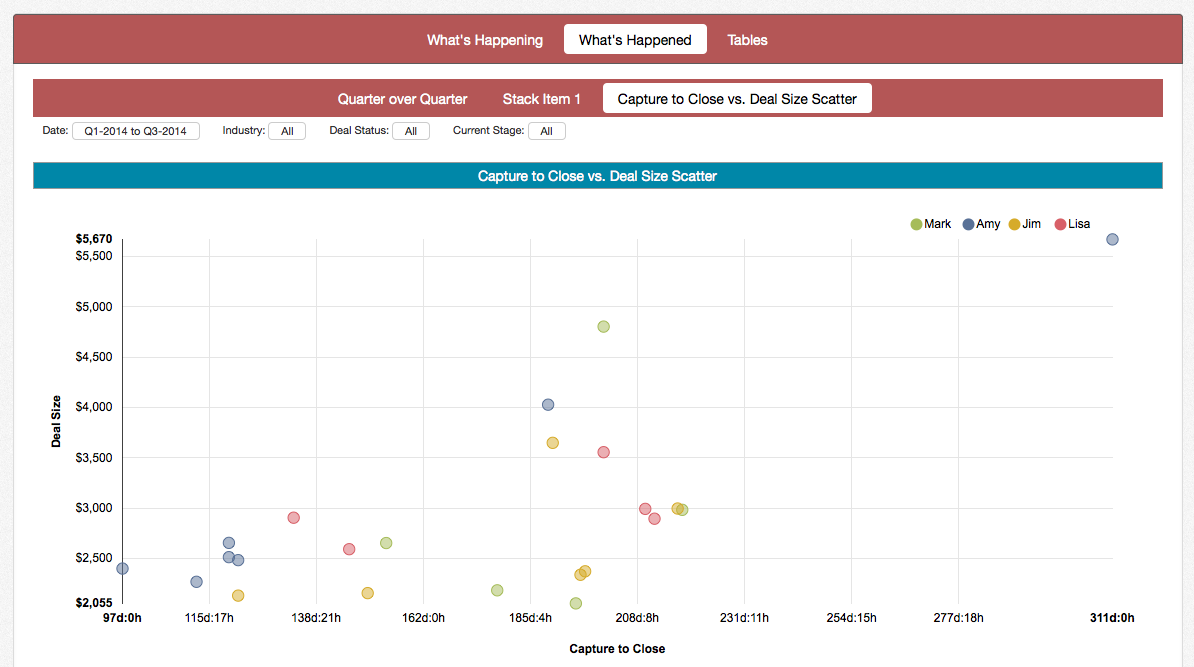 What's Happening What's Happened Tables
Quarter over Quarter Stack Item 1 Capture to Close vs. Deal Size Scatter
Date: Q1-2014 to Q3-2014 Industry: All Deal Status: All Current Stage: All
Capture to Close vs. Deal Size Scatter
Mark Amy Jim Lisa
$5,670
$5,500
$5,000
$4,500
$4,000
Deal Size
$3,500
$3,000
$2,500
$2,055
97d:0h 115d:17h 138d:21h 162d:0h 185d:4h 208d:8h 231d:11h 254d:15h 277d:18h 311d:0h
Capture to Close